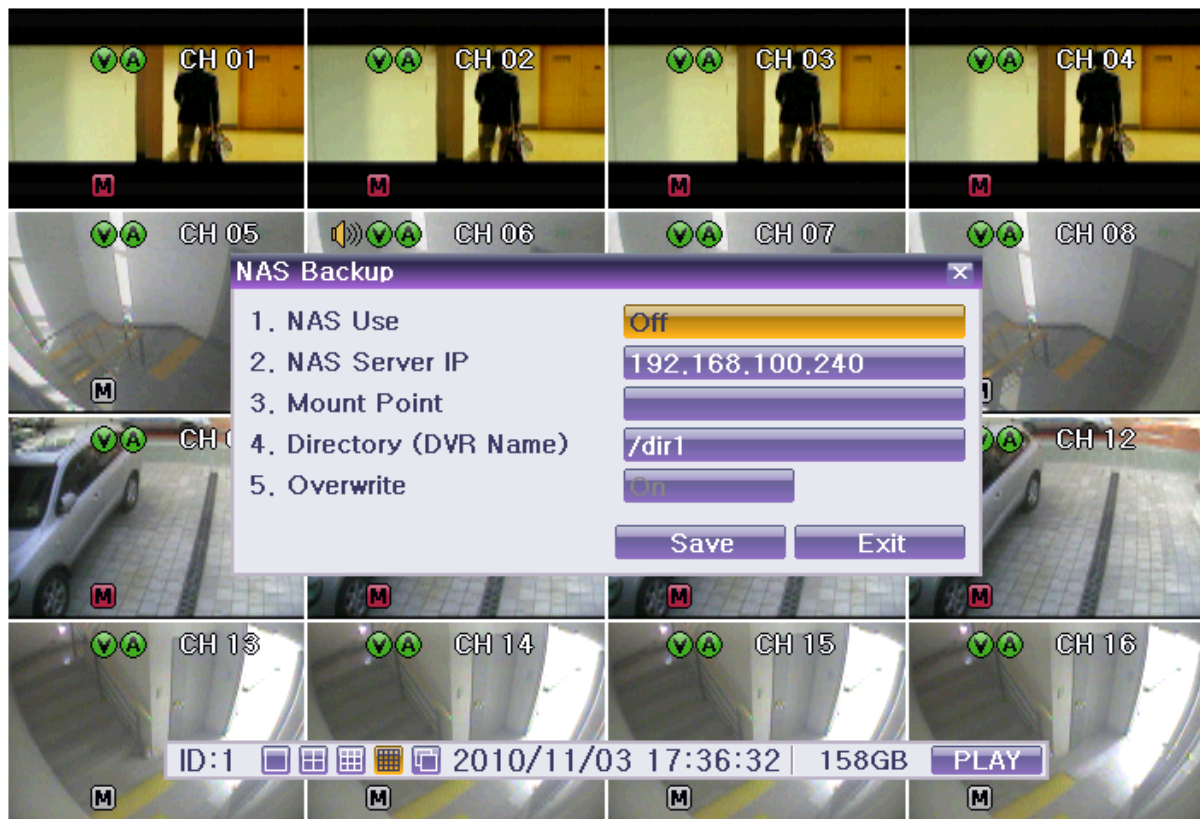 V A CH 01
V A CH 02
V A CH 03
V A CH 04
M
M
M
M
V A CH 05
V A CH 06
V A CH 07
V A CH 08
NAS Backup
1. NAS Use Off
2. NAS Server IP 192.168.100.240
3. Mount Point
4. Directory (DVR Name) /dir1
5. Overwrite On
Save Exit
M
V A CH
A CH 12
M
M
M
M
V A CH 13
V A CH 14
V A CH 15
V A CH 16
ID:1 2010/11/03 17:36:32 158GB PLAY
M
M
M
M